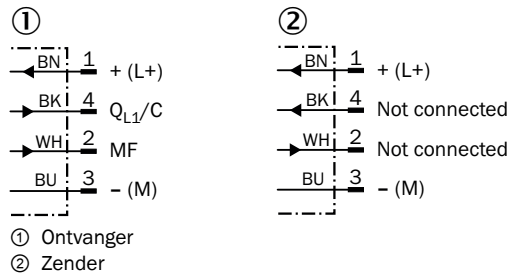 ①
BN 1 + (L+)
BK 4 QL1/C
WH 2 MF
BU 3 − (M)
②
BN 1 + (L+)
BK 4 Not connected
WH 2 Not connected
BU 3 − (M)
① Ontvanger
② Zender